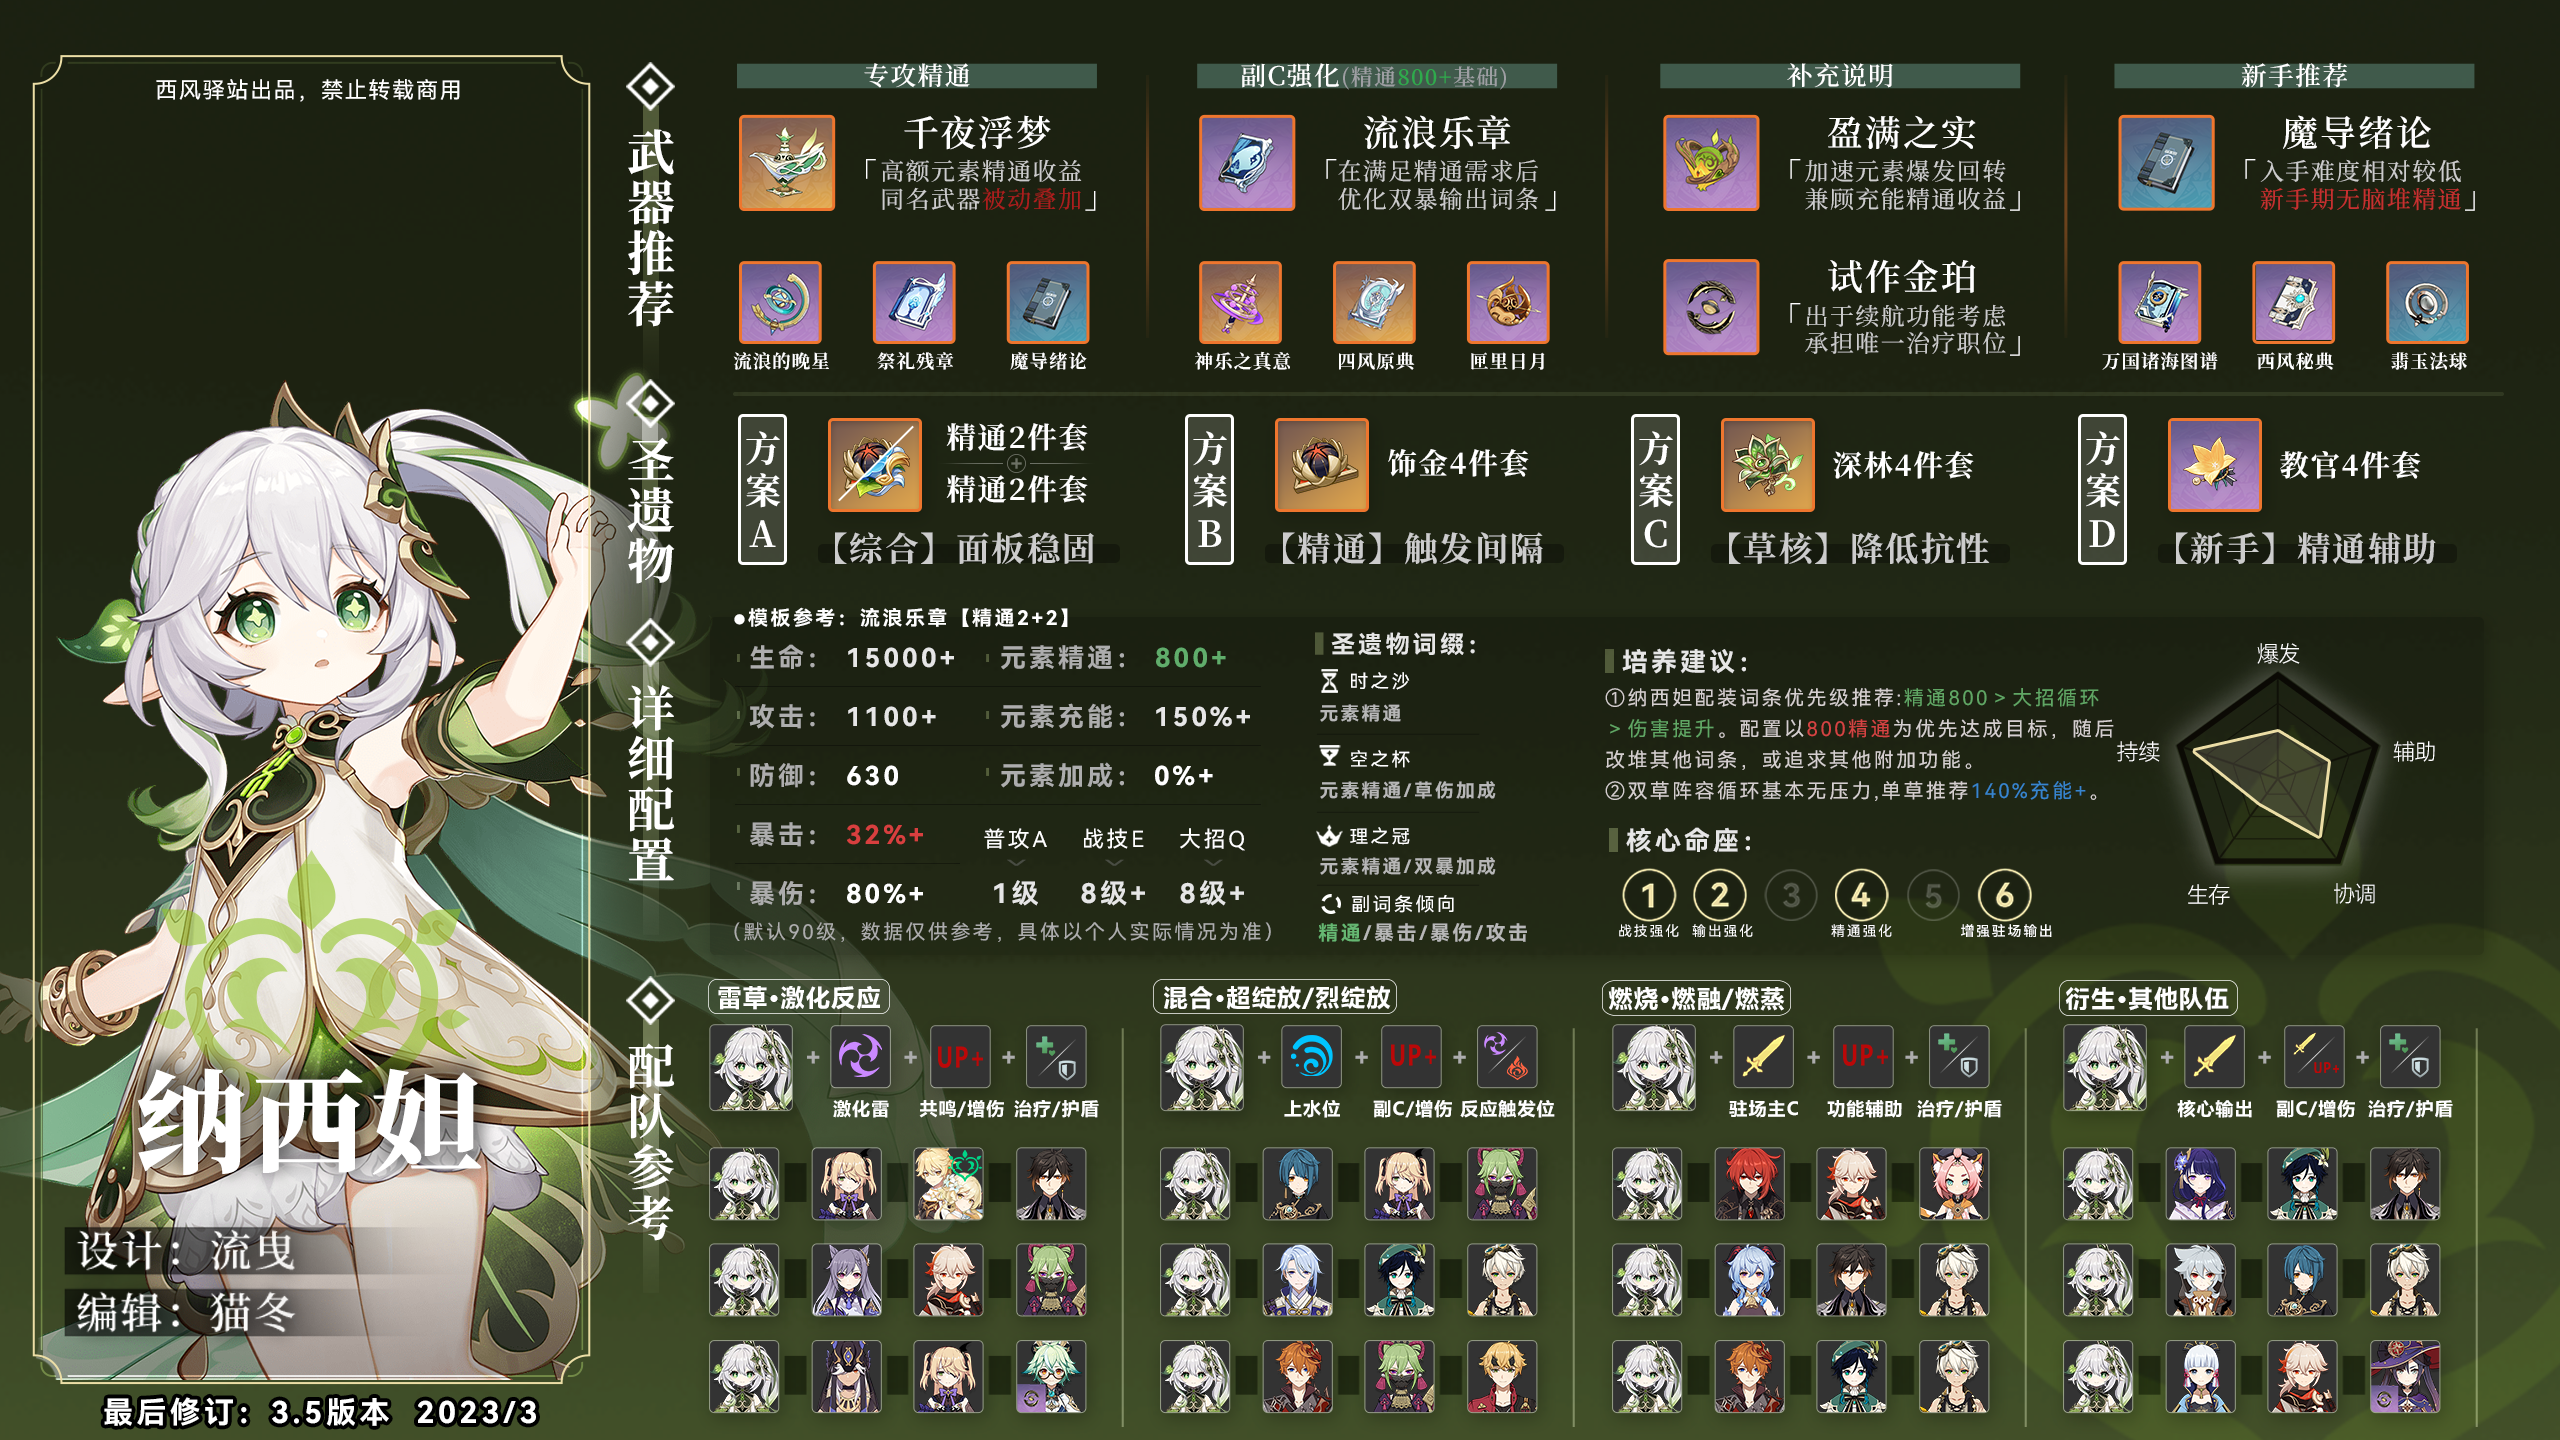 西风驿站出品，禁止转载商用
纳西妲
设计：流曳
编辑：猫冬
最后修订：3.5版本 2023/3
武器推荐
专攻精通
千夜浮梦
「高额元素精通收益
同名武器被动叠加」
流浪的晚星
祭礼残章
魔导绪论
副C强化(精通800+基础)
流浪乐章
「在满足精通需求后
优化双暴输出词条」
神乐之真意
四风原典
匣里日月
补充说明
盈满之实
「加速元素爆发回转
兼顾充能精通收益」
试作金珀
「出于续航功能考虑
承担唯一治疗职位」
新手推荐
魔导绪论
「入手难度相对较低
新手期无脑堆精通」
万国诸海图谱
西风秘典
翡玉法球
圣遗物
方案A
精通2件套
精通2件套
【综合】面板稳固
方案B
饰金4件套
【精通】触发间隔
方案C
深林4件套
【草核】降低抗性
方案D
教官4件套
【新手】精通辅助
详细配置
●模板参考：流浪乐章【精通2+2】
生命： 15000+ 元素精通： 800+
攻击： 1100+ 元素充能： 150%+
防御： 630 元素加成： 0%+
暴击： 32%+ 普攻A 战技E 大招Q
暴伤： 80%+ 1级 8级+ 8级+
(默认90级，数据仅供参考，具体以个人实际情况为准)
圣遗物词缀：
时之沙
元素精通
空之杯
元素精通/草伤加成
理之冠
元素精通/双暴加成
副词条倾向
精通/暴击/暴伤/攻击
培养建议：
①纳西妲配装词条优先级推荐:精通800＞大招循环
＞伤害提升。配置以800精通为优先达成目标，随后
改堆其他词条，或追求其他附加功能。
②双草阵容循环基本无压力,单草推荐140%充能+。
核心命座：
1 2 3 4 5 6
战技强化 输出强化 精通强化 增强驻场输出
爆发
持续 辅助
生存 协调
配队参考
雷草·激化反应
+ + UP+ +
激化雷 共鸣/增伤 治疗/护盾
混合·超绽放/烈绽放
+ + UP+ +
上水位 副C/增伤 反应触发位
燃烧·燃融/燃蒸
+ + UP+ +
驻场主C 功能辅助 治疗/护盾
衍生·其他队伍
+ + UP+ +
核心输出 副C/增伤 治疗/护盾